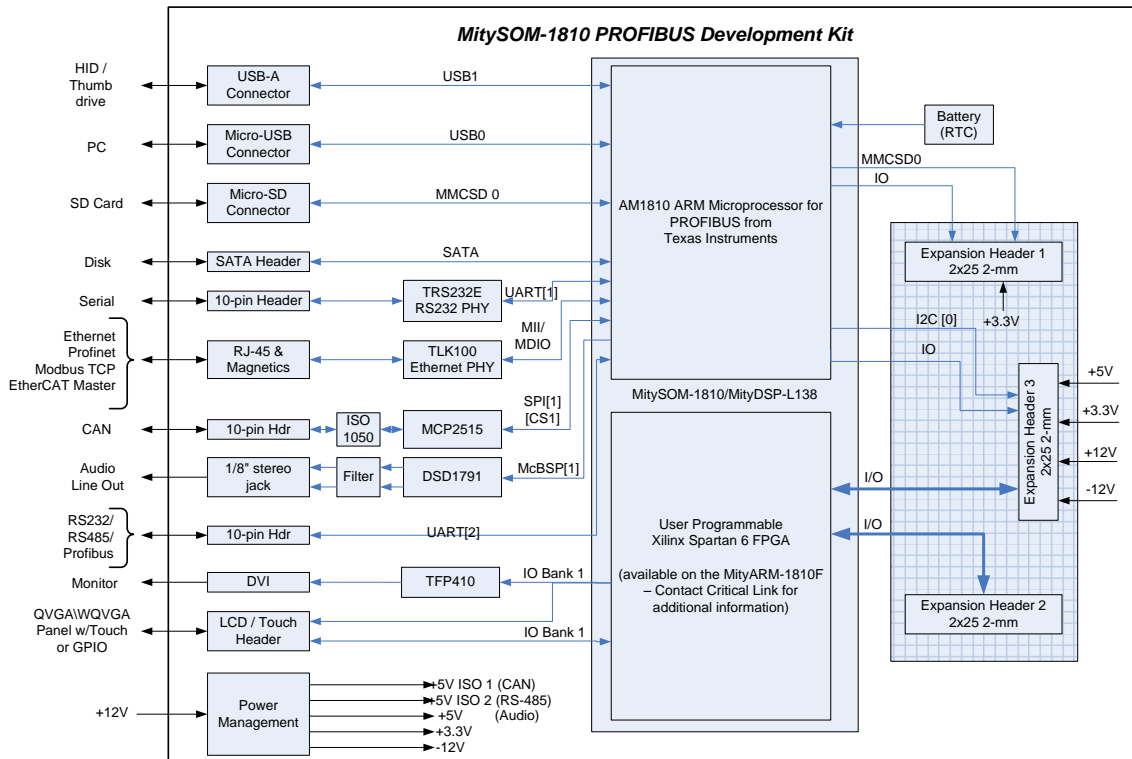 MitySOM-1810 PROFIBUS Development Kit
HID /
Thumb
drive
USB-A
Connector
USB1
PC
Micro-USB
Connector
USB0
SD Card
Micro-SD
Connector
MMCSD 0
Disk
SATA Header
SATA
Serial
10-pin Header
TRS232E
RS232 PHY
UART[1]
Ethernet
Profinet
Modbus TCP
EtherCAT Master
RJ-45 &
Magnetics
TLK100
Ethernet PHY
MII/
MDIO
CAN
10-pin Hdr
ISO
1050
MCP2515
SPI[1]
[CS1]
Audio
Line Out
1/8" stereo
jack
Filter
DSD1791
McBSP[1]
RS232/
RS485/
Profibus
10-pin Hdr
UART[2]
Monitor
DVI
TFP410
IO Bank 1
QVGA\WQVGA
Panel w/Touch
or GPIO
LCD / Touch
Header
IO Bank 1
+12V
Power
Management
+5V ISO 1 (CAN)
+5V ISO 2 (RS-485)
+5V (Audio)
+3.3V
-12V
AM1810 ARM Microprocessor for
PROFIBUS from
Texas Instruments
MitySOM-1810/MityDSP-L138
User Programmable
Xilinx Spartan 6 FPGA
(available on the MityARM-1810F
– Contact Critical Link for
additional information)
Battery
(RTC)
MMCSD0
IO
Expansion Header 1
2x25 2-mm
+3.3V
I2C [0]
IO
Expansion Header 3
2x25 2-mm
+5V
+3.3V
+12V
-12V
I/O
I/O
Expansion Header 2
2x25 2-mm